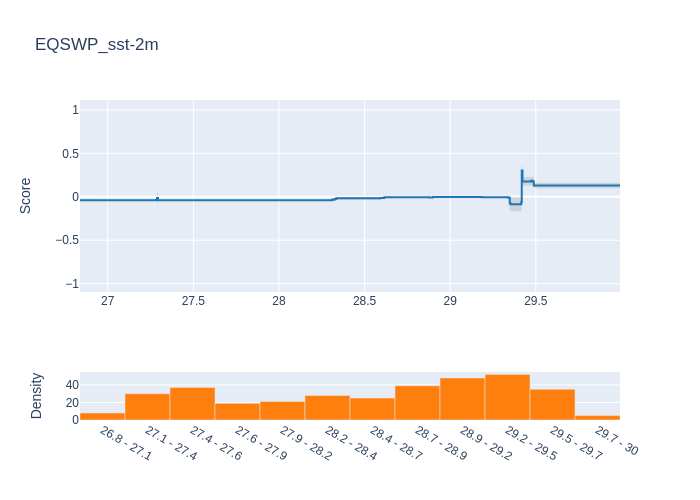 EQSWP_sst-2m
1
0.5
0
−0.5
−1
Score
27
27.5
28
28.5
29
29.5
40
20
0
Density
26.8 - 27.1
27.1 - 27.4
27.4 - 27.6
27.6 - 27.9
27.9 - 28.2
28.2 - 28.4
28.4 - 28.7
28.7 - 28.9
28.9 - 29.2
29.2 - 29.5
29.5 - 29.7
29.7 - 30